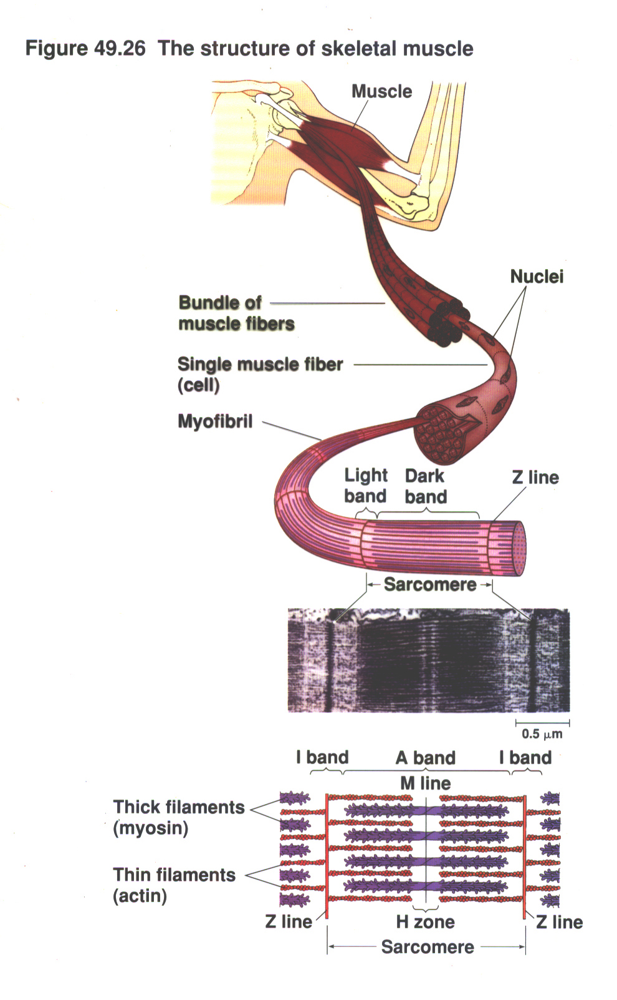 Figure 49.26 The structure of skeletal muscle
Muscle
Nuclei
Bundle of
muscle fibers
Single muscle fiber
(cell)
Myofibril
Light
band
Dark
band
Z line
Sarcomere
0.5 μm
I band
A band
I band
M line
Thick filaments
(myosin)
Thin filaments
(actin)
Z line
H zone
Z line
Sarcomere